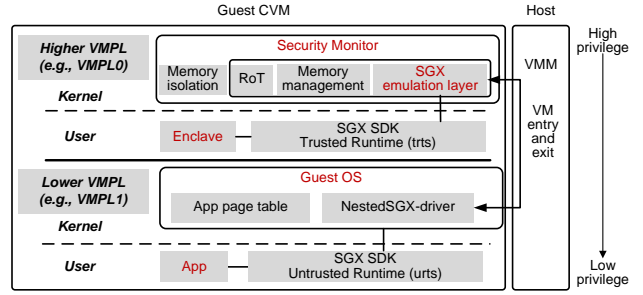 Guest CVM
Host
Higher VMPL
(e.g., VMPL0)
Kernel
User
Security Monitor
Memory
isolation
RoT
Memory
management
SGX
emulation layer
Enclave
SGX SDK
Trusted Runtime (trts)
Lower VMPL
(e.g., VMPL1)
Kernel
User
Guest OS
App page table
NestedSGX-driver
App
SGX SDK
Untrusted Runtime (urts)
VMM
VM
entry
and
exit
High
privilege
Low
privilege